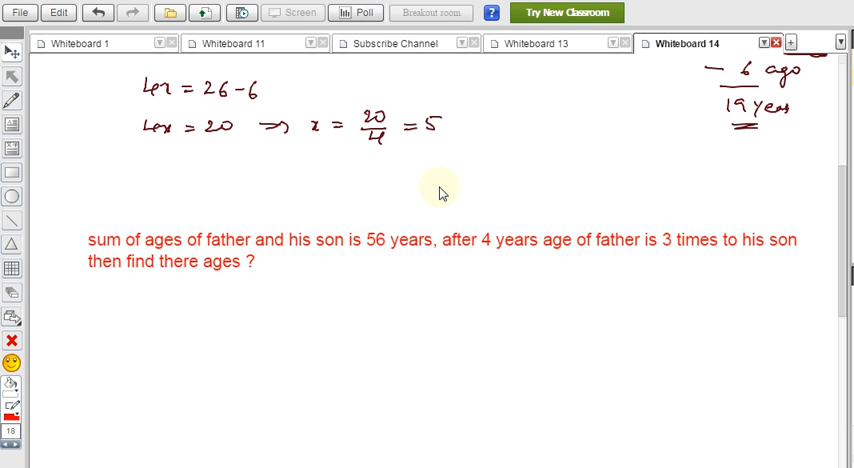 File Edit Screen Poll Breakout room ? Try New Classroom
Whiteboard 1 Whiteboard 11 Subscribe Channel Whiteboard 13 Whiteboard 14
- 6 ago
4x = 26 - 6
19 years
4x = 20 ⇒ x = 20/4 = 5
sum of ages of father and his son is 56 years, after 4 years age of father is 3 times to his son
then find there ages ?
18